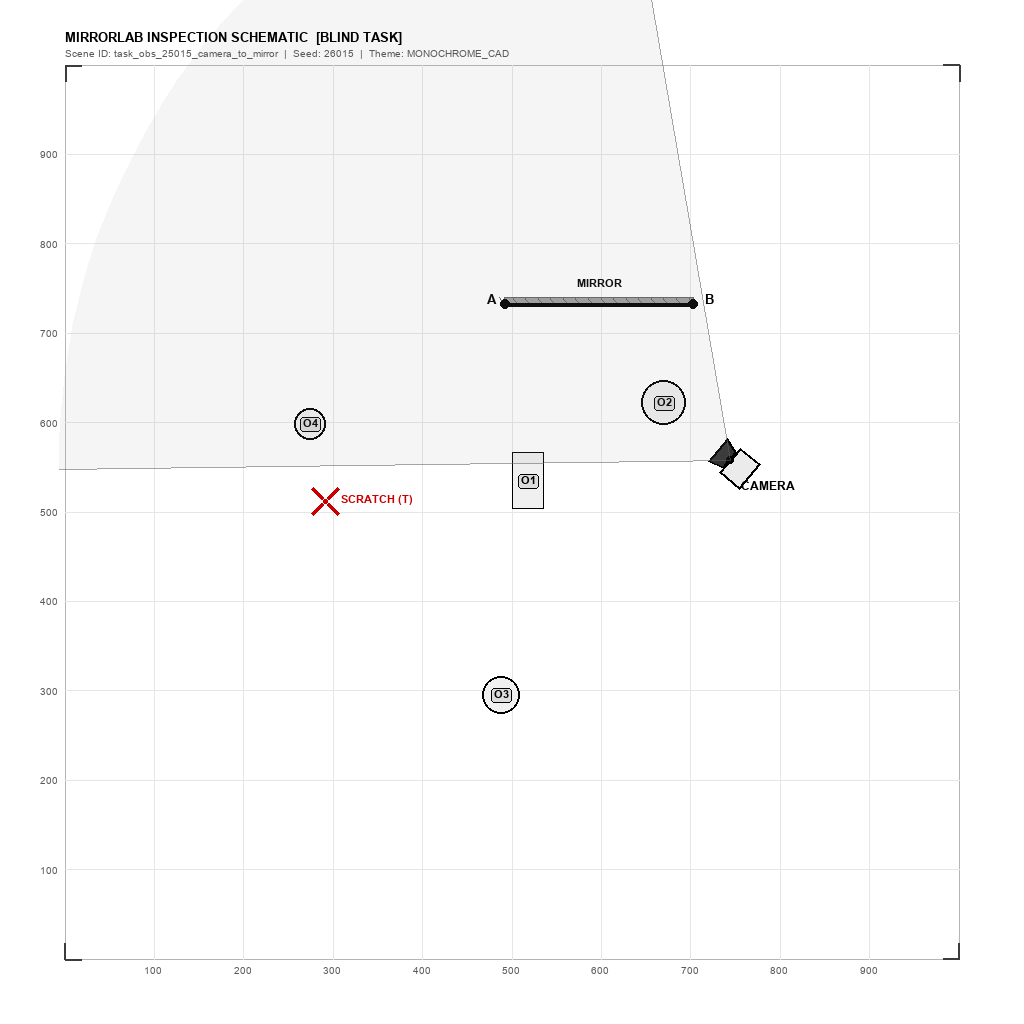 MIRRORLAB INSPECTION SCHEMATIC [BLIND TASK]
Scene ID: task_obs_25015_camera_to_mirror | Seed: 26015 | Theme: MONOCHROME_CAD
900
800
MIRROR
A
B
700
O2
600
O4
O1
CAMERA
SCRATCH (T)
500
400
O3
300
200
100
100 200 300 400 500 600 700 800 900